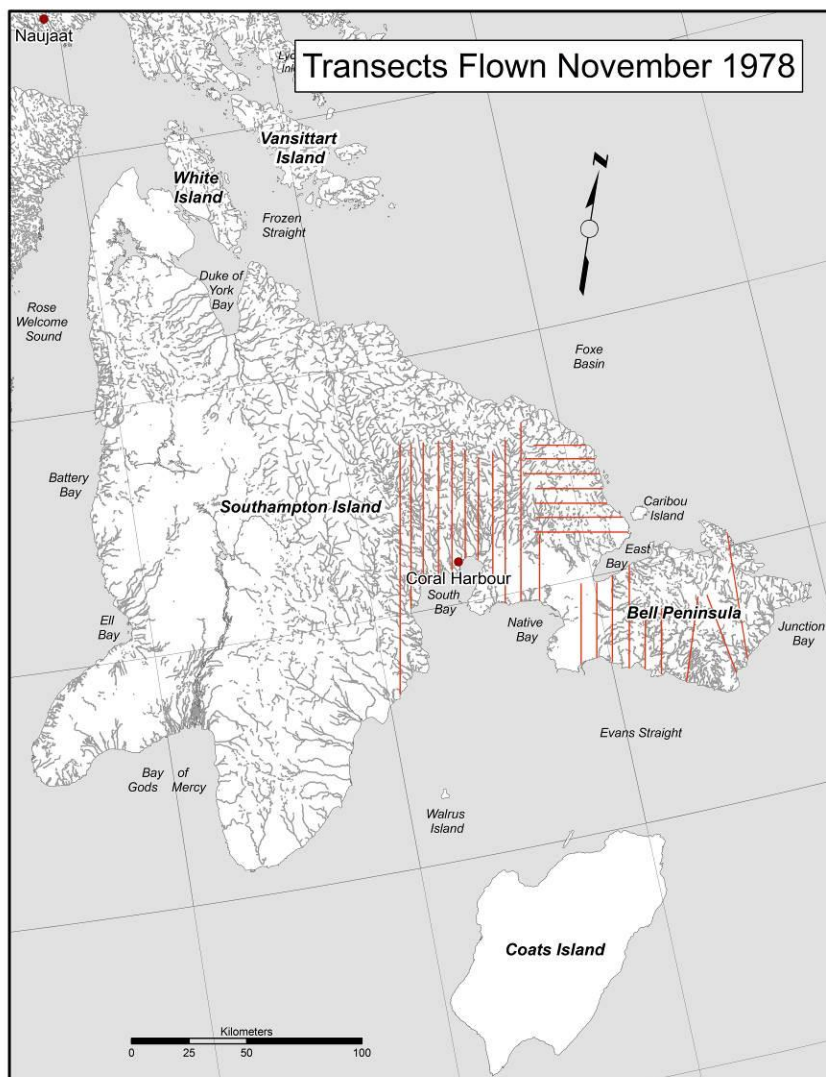 Naujaat
Transects Flown November 1978
Vansittart
Island
White
Island
Frozen
Straight
Duke of
York
Bay
Rose
Welcome
Sound
Foxe
Basin
Battery
Bay
Southampton Island
Caribou
Island
East
Bay
Coral Harbour
South
Bay
Bell Peninsula
Native
Bay
Junction
Bay
Ell
Bay
Evans Straight
Bay of
Gods Mercy
Walrus
Island
Coats Island
Kilometers
0 25 50 100
N